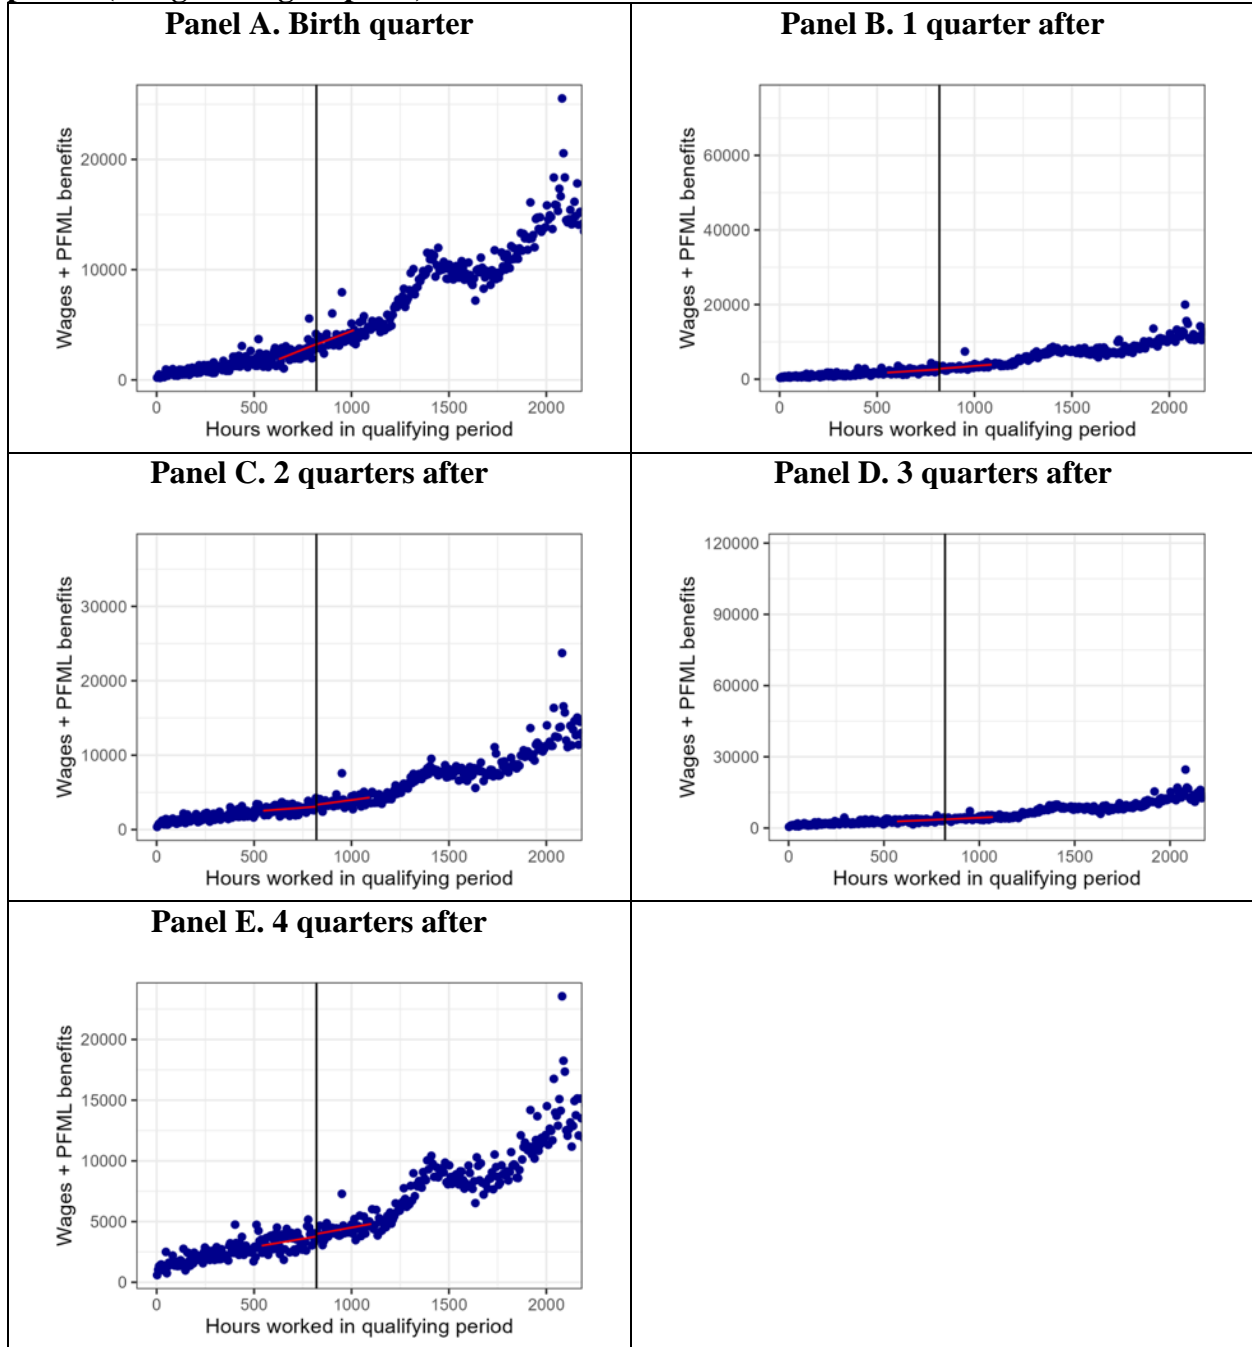 Panel A. Birth quarter
Wages + PFML benefits
20000
10000
0
0 500 1000 1500 2000
Hours worked in qualifying period
Panel B. 1 quarter after
Wages + PFML benefits
60000
40000
20000
0
0 500 1000 1500 2000
Hours worked in qualifying period
Panel C. 2 quarters after
Wages + PFML benefits
30000
20000
10000
0
0 500 1000 1500 2000
Hours worked in qualifying period
Panel D. 3 quarters after
Wages + PFML benefits
120000
90000
60000
30000
0
0 500 1000 1500 2000
Hours worked in qualifying period
Panel E. 4 quarters after
Wages + PFML benefits
20000
15000
10000
5000
0
0 500 1000 1500 2000
Hours worked in qualifying period